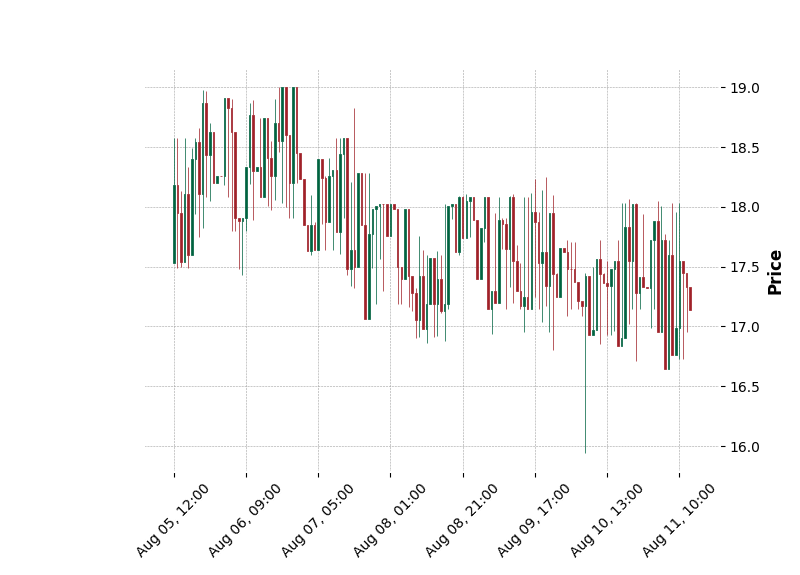 19.0
18.5
18.0
17.5
17.0
16.5
16.0
Price
Aug 05, 12:00
Aug 06, 09:00
Aug 07, 05:00
Aug 08, 01:00
Aug 08, 21:00
Aug 09, 17:00
Aug 10, 13:00
Aug 11, 10:00